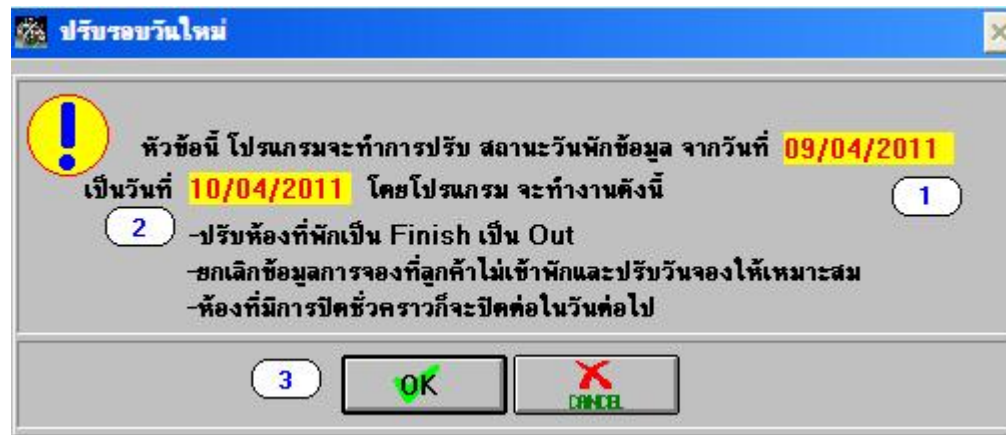 ปรับรอบวันใหม่
หัวข้อนี้ โปรแกรมจะทำการปรับ สถานะวันพักข้อมูล จากวันที่ 09/04/2011
เป็นวันที่ 10/04/2011 โดยโปรแกรม จะทำงานดังนี้
1
2
-ปรับห้องที่พักเป็น Finish เป็น Out
-ยกเลิกข้อมูลการจองที่ลูกค้าไม่เข้าพักและปรับวันจองให้เหมาะสม
-ห้องที่มีการปิดชั่วคราวก็จะปิดต่อในวันต่อไป
3 OK CANCEL